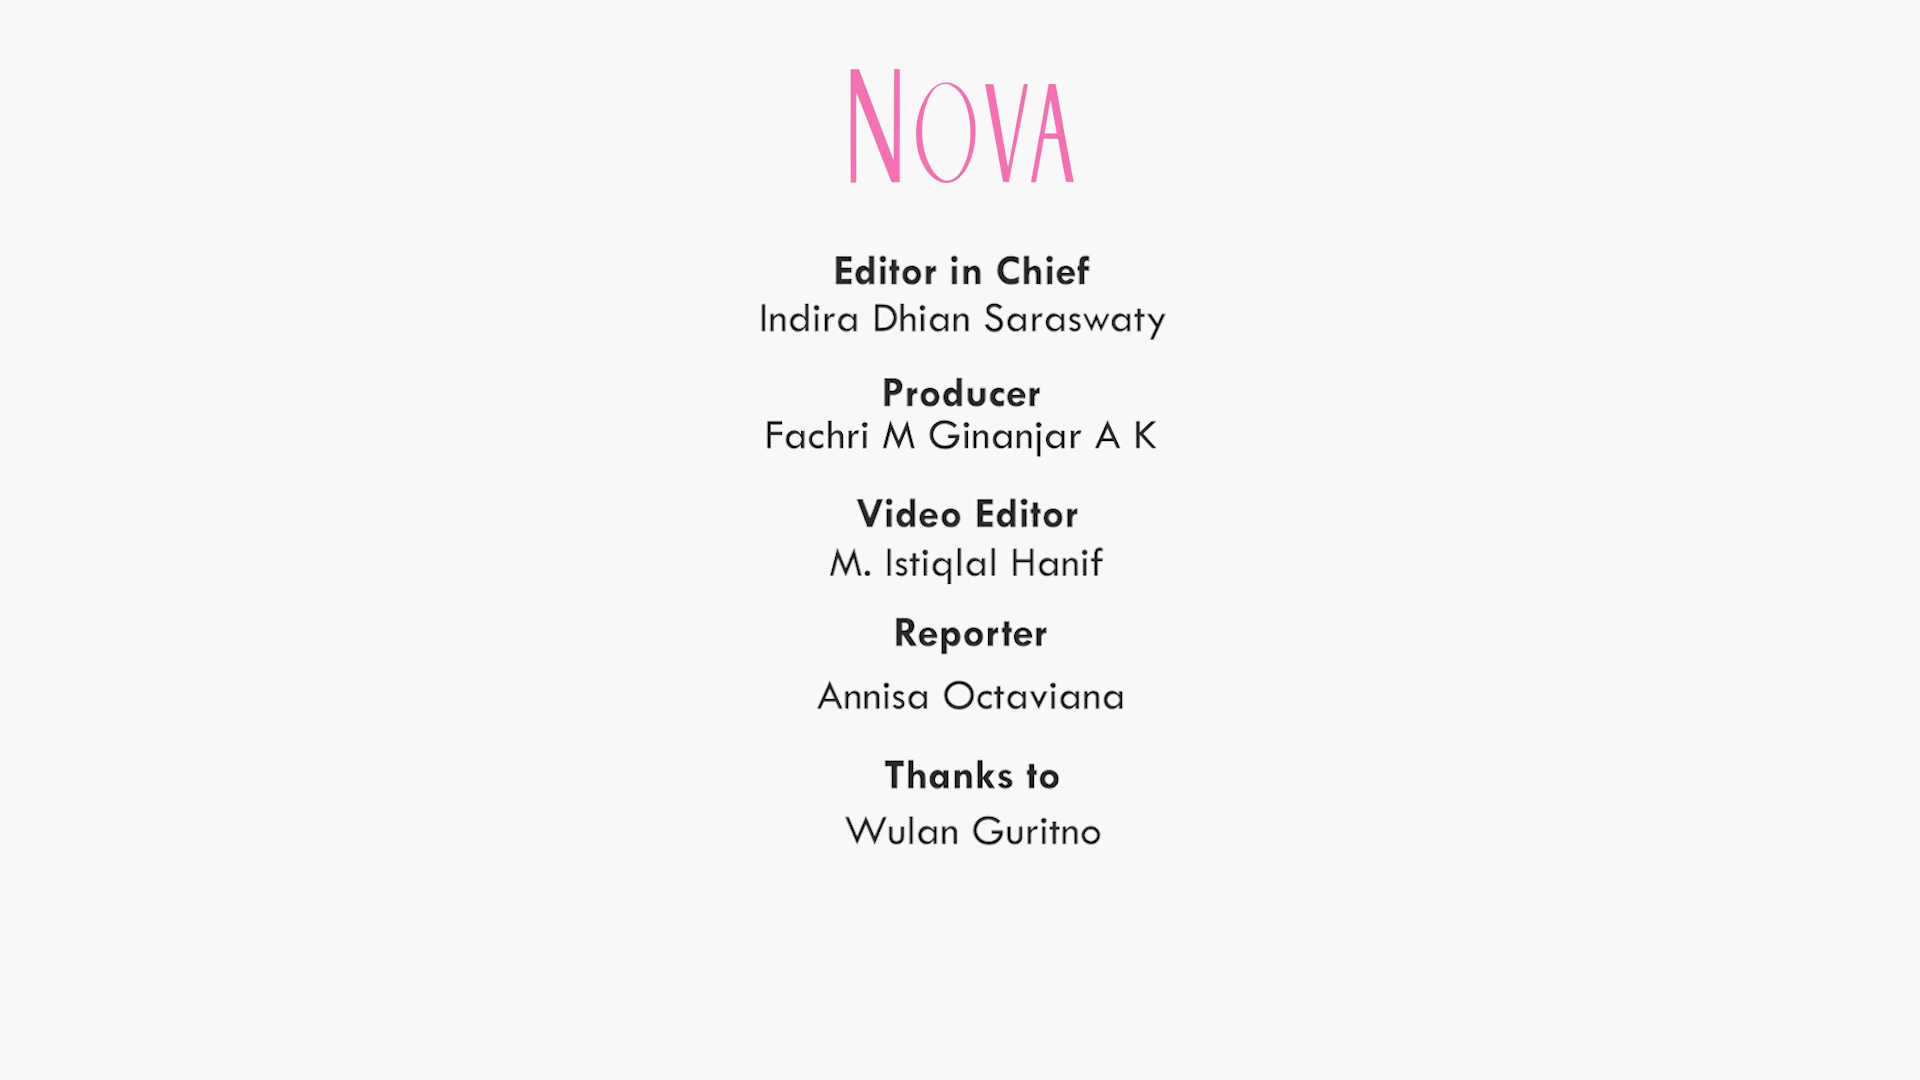 NOVA
Editor in Chief
Indira Dhian Saraswaty
Producer
Fachri M Ginanjar A K
Video Editor
M. Istiqlal Hanif
Reporter
Annisa Octaviana
Thanks to
Wulan Guritno